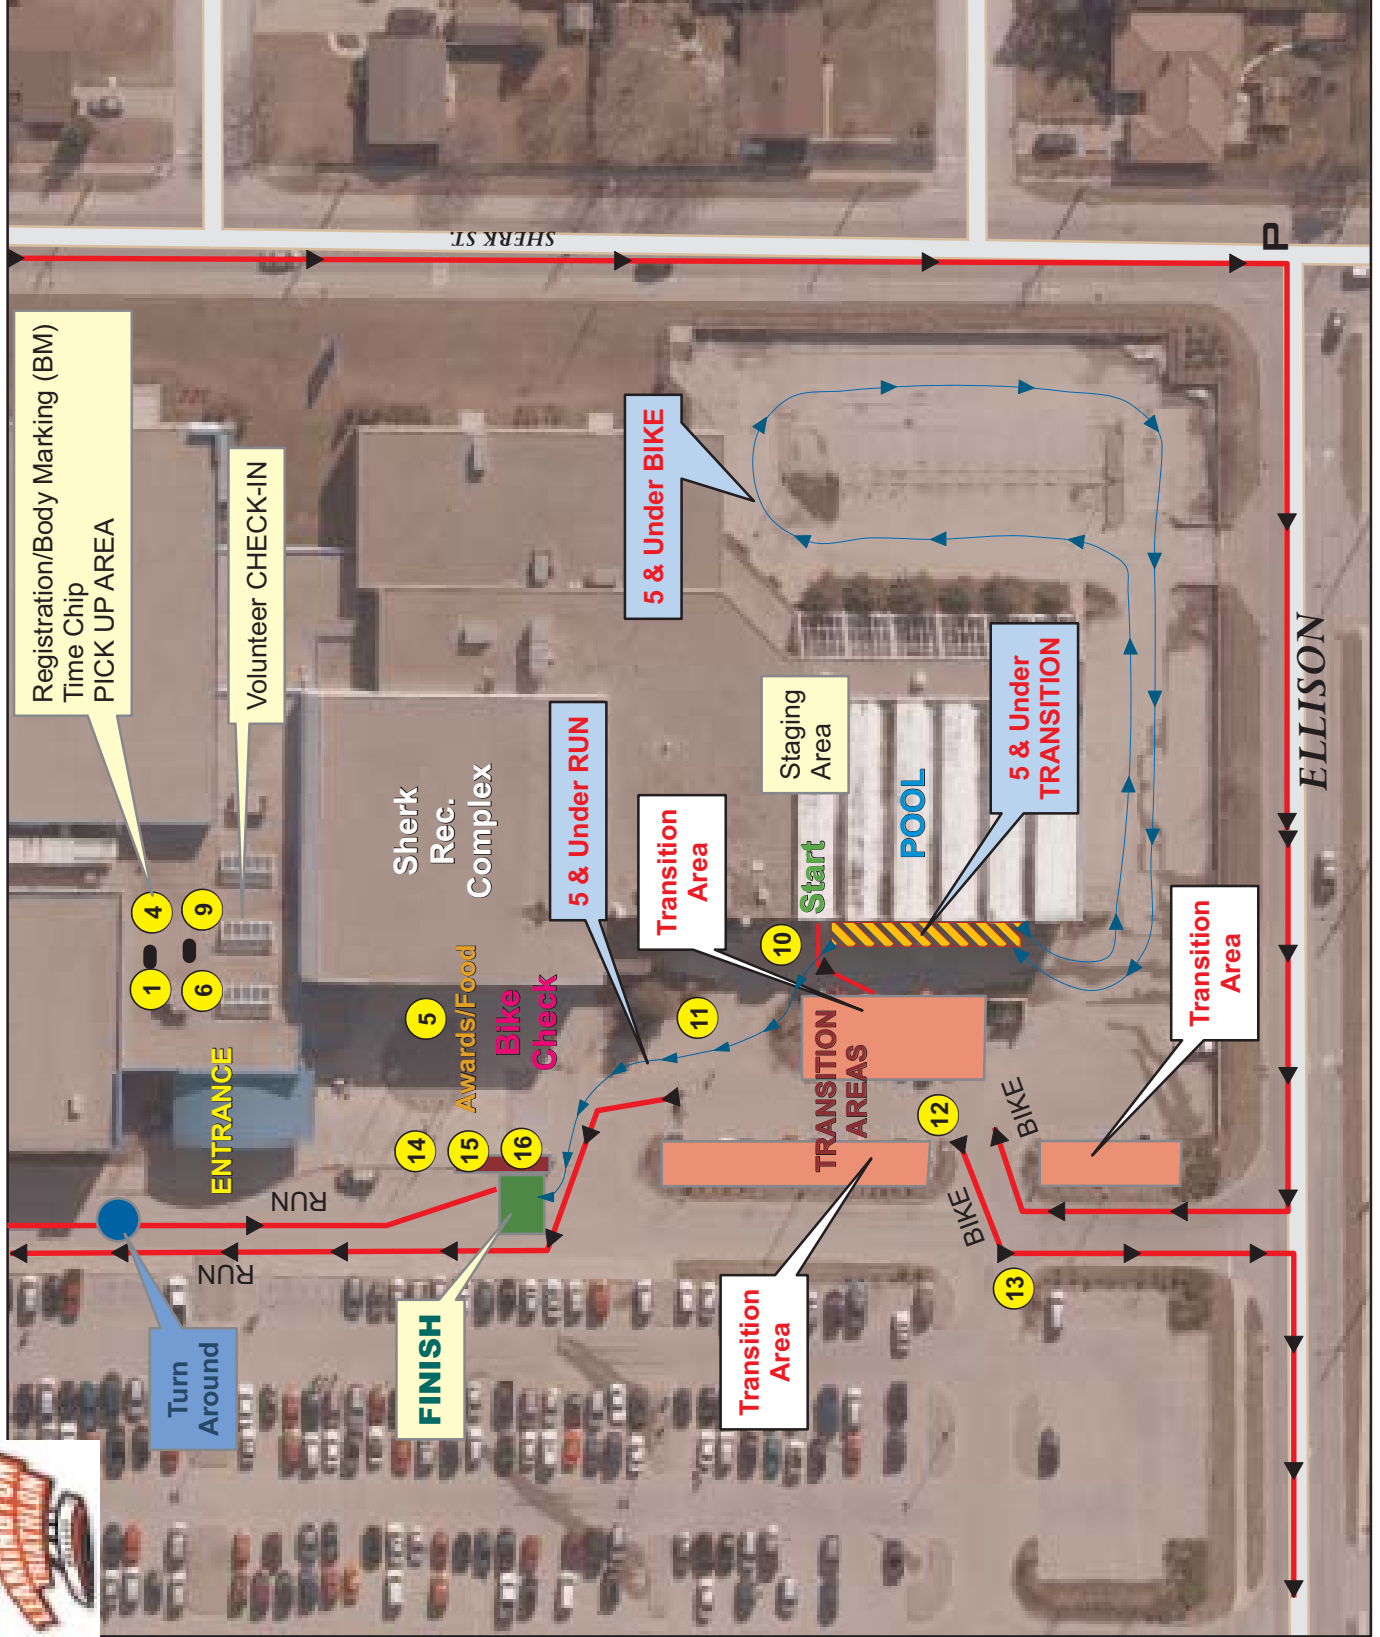 Registration/Body Marking (BM)
Time Chip
PICK UP AREA
Volunteer CHECK-IN
SHERK ST.
P
ELLISON
5 & Under BIKE
5 & Under RUN
5 & Under
TRANSITION
Staging
Area
POOL
Start
Sherk
Rec.
Complex
Transition
Area
Transition
Area
Transition
Area
TRANSITION
AREAS
Awards/Food
Bike
Check
ENTRANCE
1
4
6
9
5
10
11
12
13
14
15
16
RUN
RUN
BIKE
BIKE
FINISH
Turn
Around
TRIATHLON